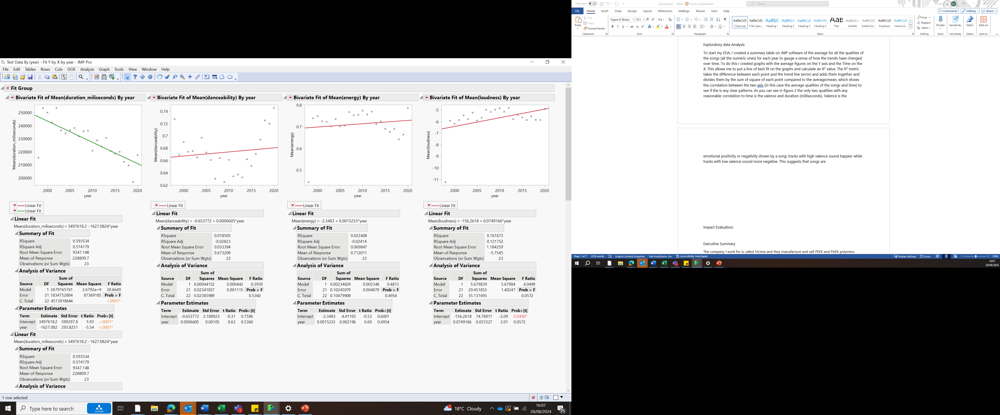 Test Data By (year) - Fit Y by X by year - JMP Pro
File Edit Tables Rows Cols DOE Analyze Graph Tools View Window Help
Fit Group
Bivariate Fit of Mean(duration_miliseconds) By year
250000
240000
230000
220000
210000
200000
Mean(duration_miliseconds)
2000 2005 2010 2015 2020
year
Linear Fit
Linear Fit
Linear Fit
Mean(duration_miliseconds) = 3497618.2 - 1627.0824*year
Summary of Fit
RSquare 0.593534
RSquare Adj 0.574179
Root Mean Square Error 9347.148
Mean of Response 228809.7
Observations (or Sum Wgts) 23
Analysis of Variance
Sum of
Source DF Squares Mean Square F Ratio
Model 1 2679165761 2.6792e+9 30.6649
Error 21 1834752884 87369185 Prob > F
C. Total 22 4513918644 <.0001*
Parameter Estimates
Term Estimate Std Error t Ratio Prob>|t|
Intercept 3497618.2 590297.8 5.93 <.0001*
year -1627.082 293.8251 -5.54 <.0001*
Linear Fit
Mean(duration_miliseconds) = 3497618.2 - 1627.0824*year
Summary of Fit
RSquare 0.593534
RSquare Adj 0.574179
Root Mean Square Error 9347.148
Mean of Response 228809.7
Observations (or Sum Wgts) 23
Analysis of Variance
Bivariate Fit of Mean(danceability) By year
0.74
0.72
0.7
0.68
0.66
0.64
0.62
Mean(danceability)
2000 2005 2010 2015 2020
year
Linear Fit
Linear Fit
Mean(danceability) = -0.653772 + 0.0006605*year
Summary of Fit
RSquare 0.018505
RSquare Adj -0.02823
Root Mean Square Error 0.033394
Mean of Response 0.673209
Observations (or Sum Wgts) 23
Analysis of Variance
Sum of
Source DF Squares Mean Square F Ratio
Model 1 0.00044152 0.000442 0.3959
Error 21 0.02341837 0.001115 Prob > F
C. Total 22 0.02385989 0.5360
Parameter Estimates
Term Estimate Std Error t Ratio Prob>|t|
Intercept -0.653772 2.108923 -0.31 0.7596
year 0.0006605 0.00105 0.63 0.5360
Bivariate Fit of Mean(energy) By year
0.8
0.7
0.6
0.5
Mean(energy)
2000 2005 2010 2015 2020
year
Linear Fit
Linear Fit
Mean(energy) = -2.3483 + 0.0015233*year
Summary of Fit
RSquare 0.022408
RSquare Adj -0.02414
Root Mean Square Error 0.069847
Mean of Response 0.712011
Observations (or Sum Wgts) 23
Analysis of Variance
Sum of
Source DF Squares Mean Square F Ratio
Model 1 0.00234829 0.002348 0.4813
Error 21 0.10245079 0.004879 Prob > F
C. Total 22 0.10479908 0.4954
Parameter Estimates
Term Estimate Std Error t Ratio Prob>|t|
Intercept -2.3483 4.41103 -0.53 0.6001
year 0.0015233 0.002196 0.69 0.4954
Bivariate Fit of Mean(loudness) By year
-5
-6
-7
-8
-9
-10
-11
Mean(loudness)
2000 2005 2010 2015 2020
year
Linear Fit
Linear Fit
Mean(loudness) = -156.2618 + 0.0749166*year
Summary of Fit
RSquare 0.161673
RSquare Adj 0.121752
Root Mean Square Error 1.184259
Mean of Response -5.7545
Observations (or Sum Wgts) 23
Analysis of Variance
Sum of
Source DF Squares Mean Square F Ratio
Model 1 5.679839 5.67984 4.0499
Error 21 29.451853 1.40247 Prob > F
C. Total 22 35.131693 0.0572
Parameter Estimates
Term Estimate Std Error t Ratio Prob>|t|
Intercept -156.2618 74.78917 -2.09 0.0490*
year 0.0749166 0.037227 2.01 0.0572
1 row selected
Type here to search
victrex
18°C Cloudy
16:07
28/08/2024
25
AutoSave Off
Document2 - Word Victrex Confidential*
Search
DC
File Home Insert Draw Design Layout References Mailings Review View Help
Comments Editing Share
Paste
Cut
Copy
Format Painter
Clipboard
Segoe UI (Body) 10.5
Font
Paragraph
Normal No Spac... Heading 1 Heading 2 Heading 3 Heading 4 Title Subtitle Subtle Em... Emphasis Intense E...
Styles
Find
Replace
Select
Editing
Dictate
Voice
Sensitivity
Sensitivity
Editor
Editor
Add-ins
Add-ins
Exploratory data Analysis
To start my EDA, I created a summary table on JMP software of the average for all the qualities of
the songs (all the numeric ones) for each year to gauge a sense of how the trends have changed
over time. To do this I created graphs with the average figures on the Y axis and the Time on the
X. This allows me to put a line of best fit on the graphs and calculate an R² value. The R² metric
takes the difference between each point and the trend line (error) and adds them together and
divides them by the sum of square of each point compared to the average/mean, which shows
the correlation between the two axis (in this case the average qualities of the songs and time) to
see if the is any clear patterns. As you can see in figure 2 the only two qualities with any
reasonable correlation to time is the valence and duration (milliseconds). Valence is the
emotional positivity or negativity shown by a song: tracks with high valence sound happier while
tracks with low valence sound more negative. This suggests that songs are
Impact Evaluation:
Executive Summary
The company I work for is called Victrex and they manufacture and sell PEEK and PAEK polymers.
Page 1 of 7 2226 words English (United Kingdom) Text Predictions: On Accessibility: Investigate
Display Settings Focus 120%
16:07
28/08/2024